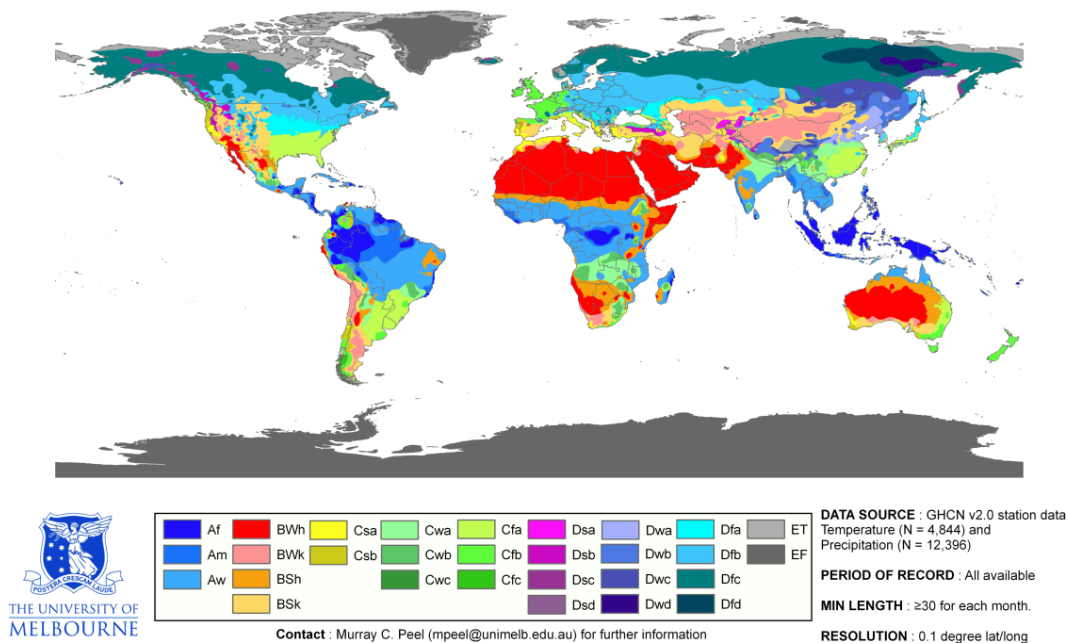 Af
Am
Aw
BWh
BWk
BSh
BSk
Csa
Csb
Cwa
Cwb
Cwc
Cfa
Cfb
Cfc
Dsa
Dsb
Dsc
Dsd
Dwa
Dwb
Dwc
Dwd
Dfa
Dfb
Dfc
Dfd
ET
EF
POSTERA CRESCAM LAUDE
THE UNIVERSITY OF
MELBOURNE
Contact : Murray C. Peel (mpeel@unimelb.edu.au) for further information
DATA SOURCE : GHCN v2.0 station data
Temperature (N = 4,844) and
Precipitation (N = 12,396)
PERIOD OF RECORD : All available
MIN LENGTH : ≥30 for each month.
RESOLUTION : 0.1 degree lat/long